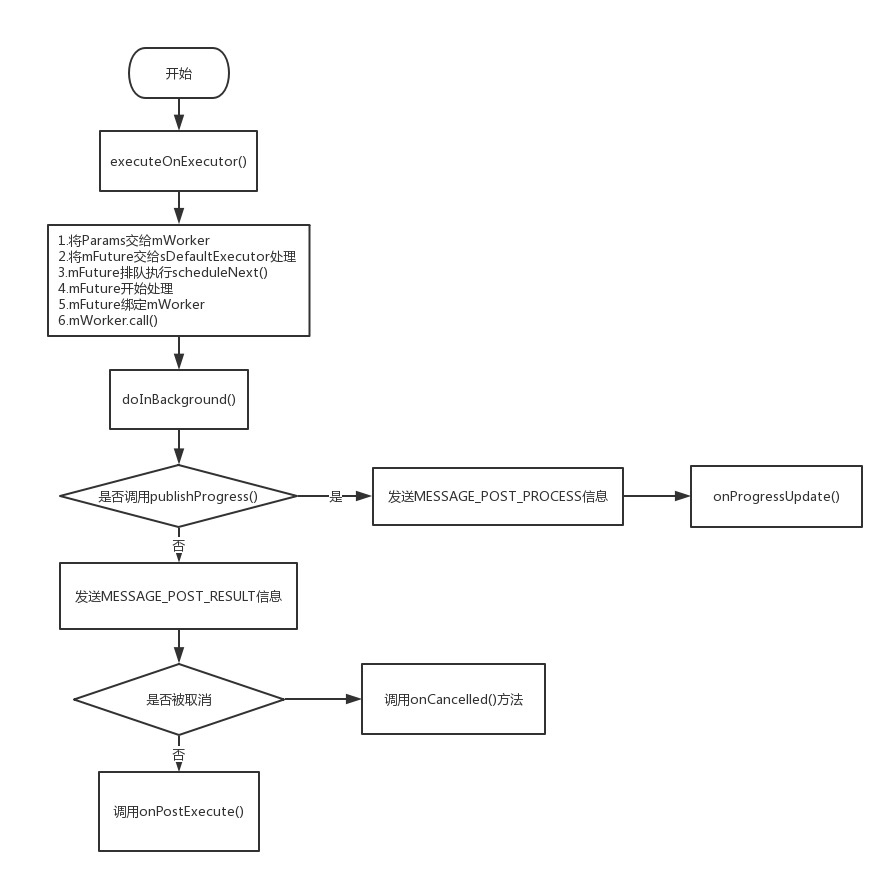 开始
executeOnExecutor()
1.将Params交给mWorker
2.将mFuture交给sDefaultExecutor处理
3.mFuture排队执行scheduleNext()
4.mFuture开始处理
5.mFuture绑定mWorker
6.mWorker.call()
doInBackground()
是否调用publishProgress()
是
发送MESSAGE_POST_PROCESS信息
onProgressUpdate()
否
发送MESSAGE_POST_RESULT信息
是否被取消
调用onCancelled()方法
否
调用onPostExecute()